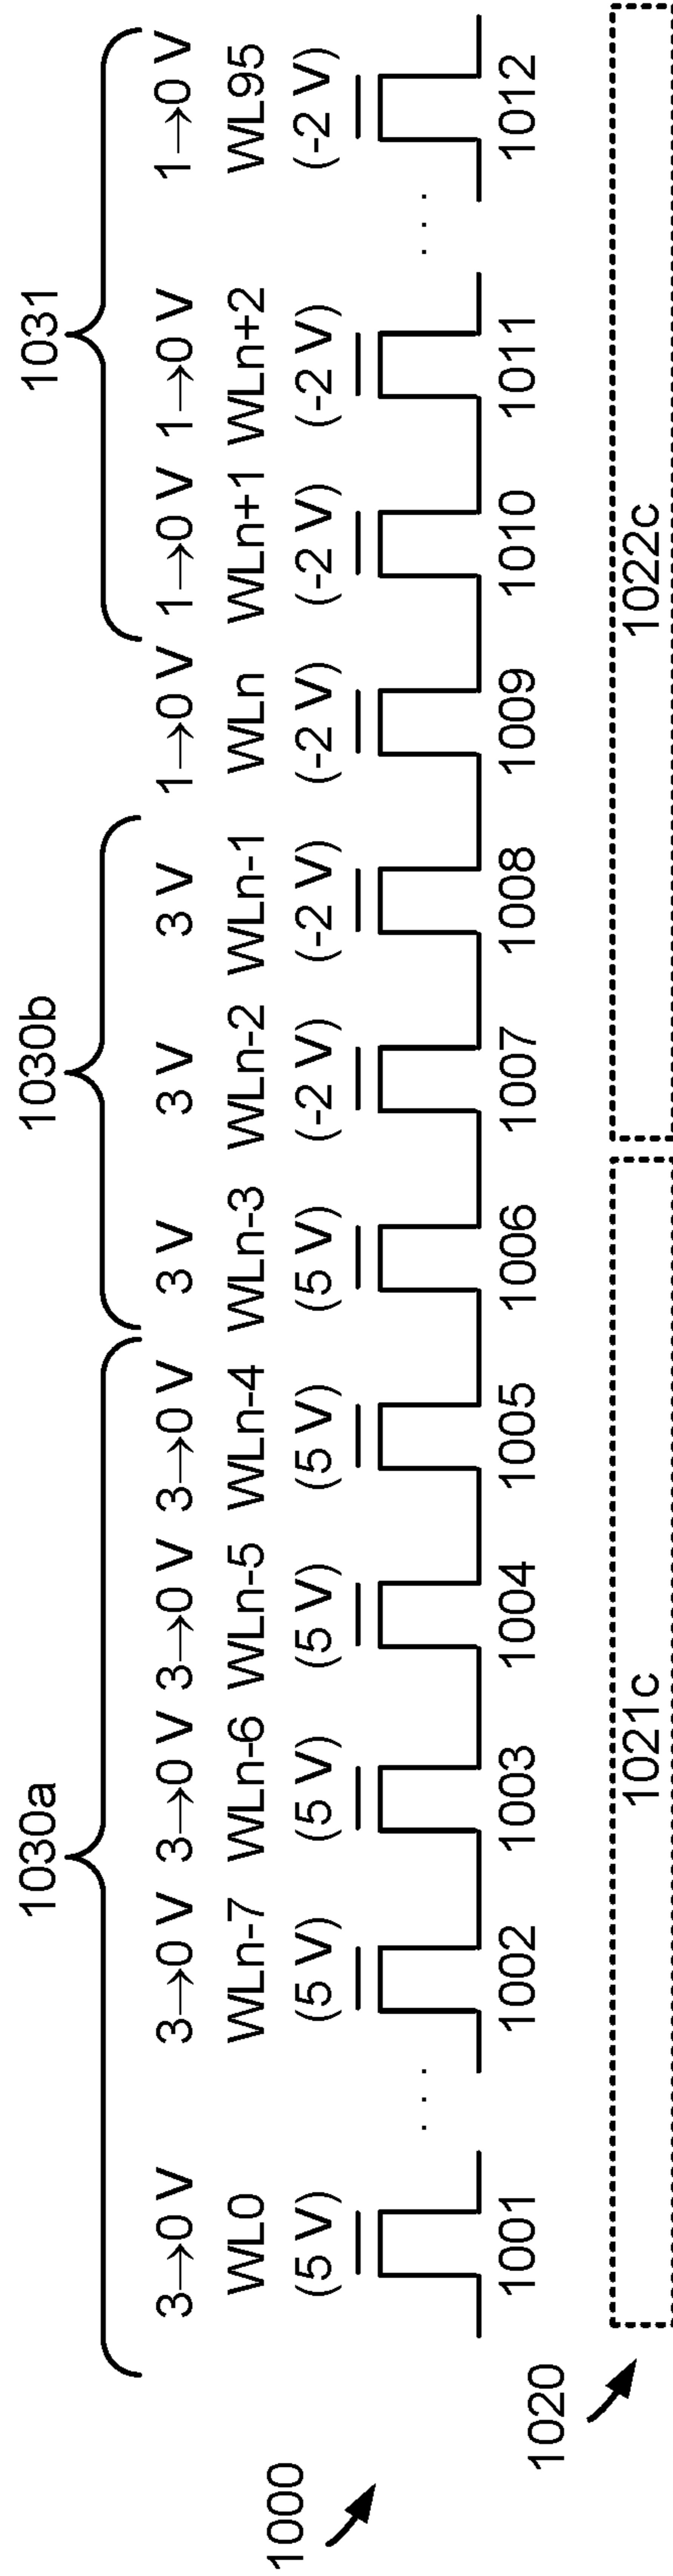 1030a 1030b 1031
3→0 V 3→0 V 3→0 V 3→0 V 3→0 V 3 V 3 V 3 V 1→0 V 1→0 V 1→0 V 1→0 V
WL0 WLn-7 WLn-6 WLn-5 WLn-4 WLn-3 WLn-2 WLn-1 WLn WLn+1 WLn+2 WL95
1000 (5 V) (5 V) (5 V) (5 V) (5 V) (5 V) (-2 V) (-2 V) (-2 V) (-2 V) (-2 V) (-2 V)
. . . . . .
1001 1002 1003 1004 1005 1006 1007 1008 1009 1010 1011 1012
1020
1021c 1022c